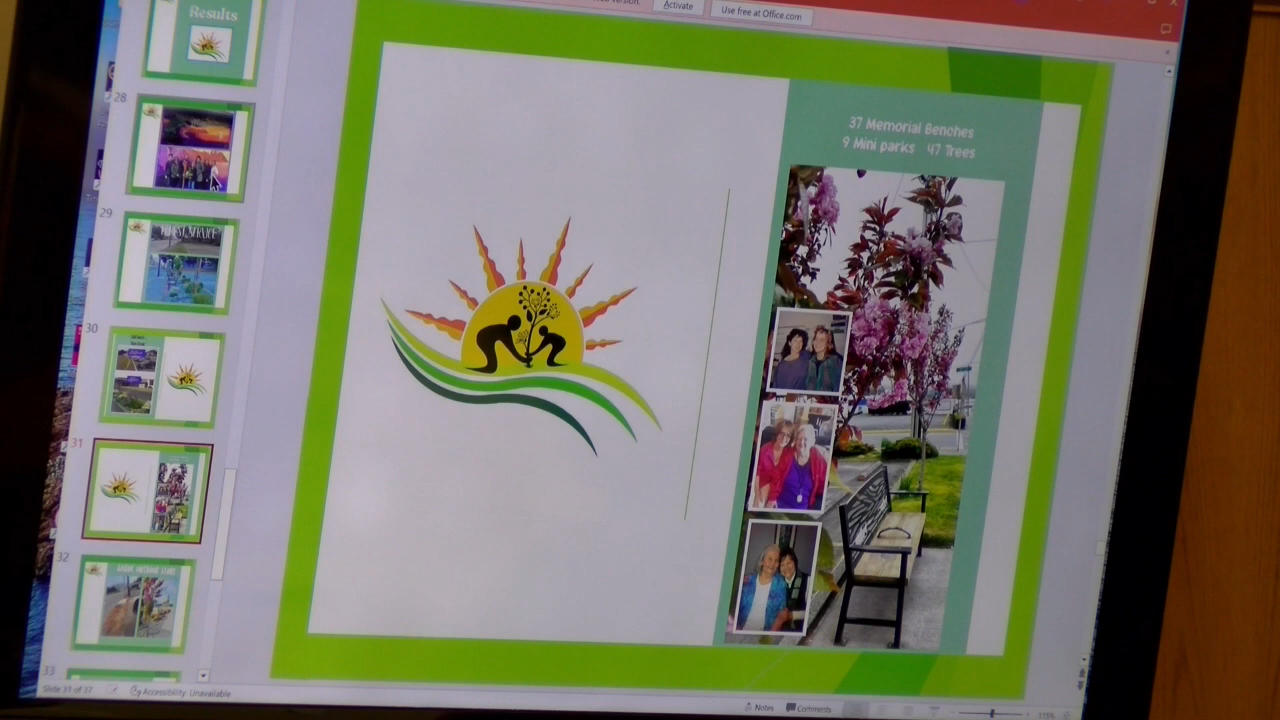 Activate
Use free at Office.com
Results
28
29
30
31
32
33
37 Memorial Benches
9 Mini parks 47 Trees
Slide 31 of 37
Accessibility: Unavailable
Notes
Comments